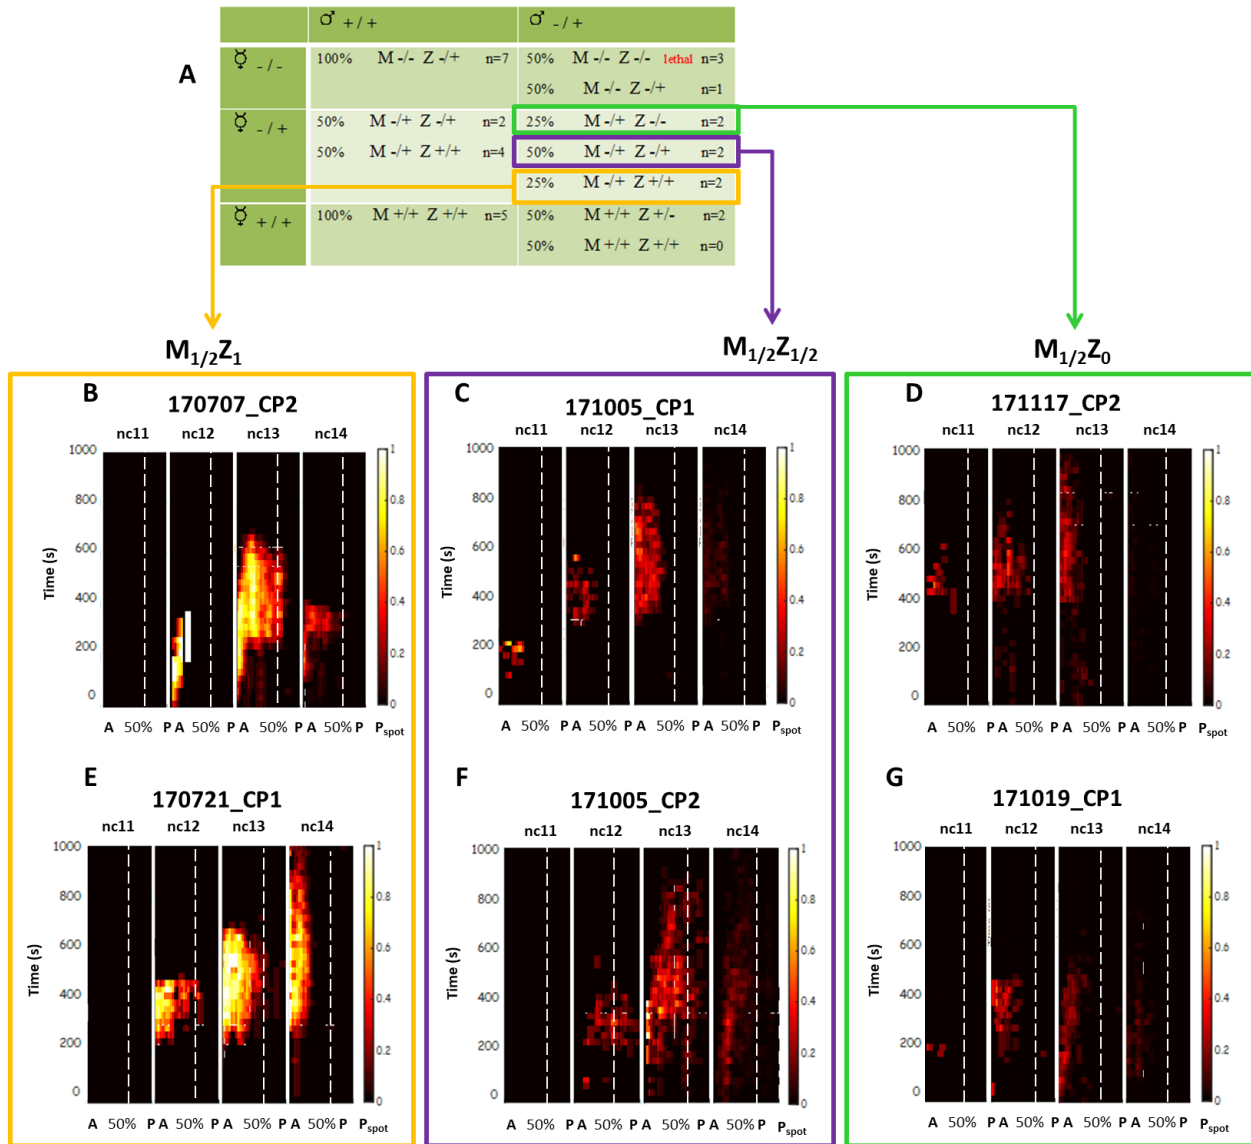 A
♂ +/+
♂ -/+
☿ -/-
100% M -/- Z -/+ n=7
50% M -/- Z -/- lethal n=3
50% M -/- Z -/+ n=1
☿ -/+
50% M -/+ Z -/+ n=2
25% M -/+ Z -/- n=2
50% M -/+ Z +/+ n=4
50% M -/+ Z -/+ n=2
25% M -/+ Z +/+ n=2
☿ +/+
100% M +/+ Z +/+ n=5
50% M +/+ Z +/- n=2
50% M +/+ Z +/+ n=0
M1/2Z1
M1/2Z1/2
M1/2Z0
B
170707_CP2
nc11 nc12 nc13 nc14
1000
800
600
400
200
0
Time (s)
1
0.8
0.6
0.4
0.2
0
A 50% P A 50% P A 50% P A 50% P Pspot
C
171005_CP1
nc11 nc12 nc13 nc14
1000
800
600
400
200
0
Time (s)
1
0.8
0.6
0.4
0.2
0
A 50% P A 50% P A 50% P A 50% P Pspot
D
171117_CP2
nc11 nc12 nc13 nc14
1000
800
600
400
200
0
Time (s)
1
0.8
0.6
0.4
0.2
0
A 50% P A 50% P A 50% P A 50% P Pspot
E
170721_CP1
nc11 nc12 nc13 nc14
1000
800
600
400
200
0
Time (s)
1
0.8
0.6
0.4
0.2
0
A 50% P A 50% P A 50% P A 50% P Pspot
F
171005_CP2
nc11 nc12 nc13 nc14
1000
800
600
400
200
0
Time (s)
1
0.8
0.6
0.4
0.2
0
A 50% P A 50% P A 50% P A 50% P Pspot
G
171019_CP1
nc11 nc12 nc13 nc14
1000
800
600
400
200
0
Time (s)
1
0.8
0.6
0.4
0.2
0
A 50% P A 50% P A 50% P A 50% P Pspot